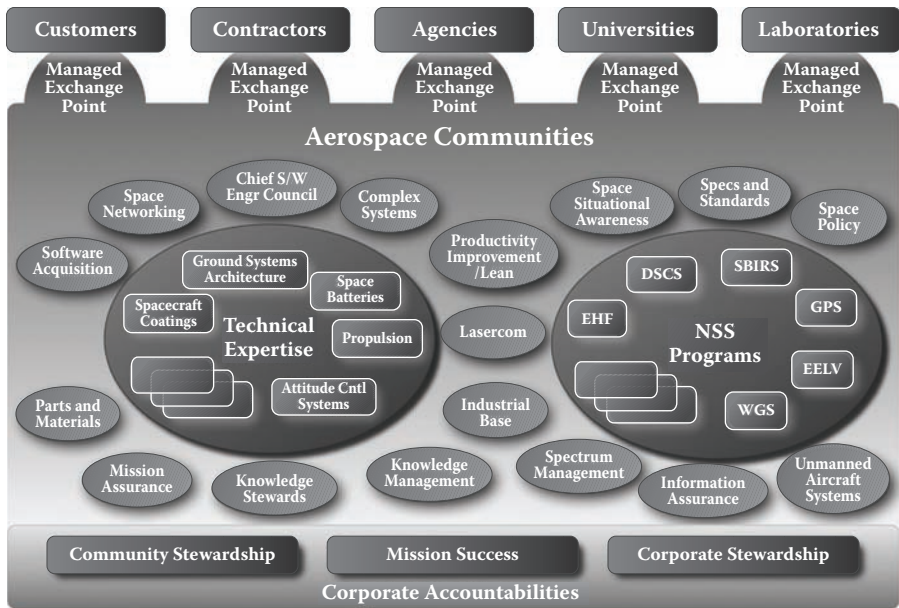 Customers
Contractors
Agencies
Universities
Laboratories
Managed
Exchange
Point
Managed
Exchange
Point
Managed
Exchange
Point
Managed
Exchange
Point
Managed
Exchange
Point
Aerospace Communities
Space
Networking
Chief S/W
Engr Council
Complex
Systems
Space
Situational
Awareness
Specs and
Standards
Space
Policy
Software
Acquisition
Productivity
Improvement
/Lean
Ground Systems
Architecture
Space
Batteries
Spacecraft
Coatings
Technical
Expertise
Propulsion
Attitude Cntl
Systems
Lasercom
DSCS
SBIRS
EHF
GPS
NSS
Programs
EELV
WGS
Parts and
Materials
Industrial
Base
Mission
Assurance
Knowledge
Stewards
Knowledge
Management
Spectrum
Management
Information
Assurance
Unmanned
Aircraft
Systems
Community Stewardship
Mission Success
Corporate Stewardship
Corporate Accountabilities